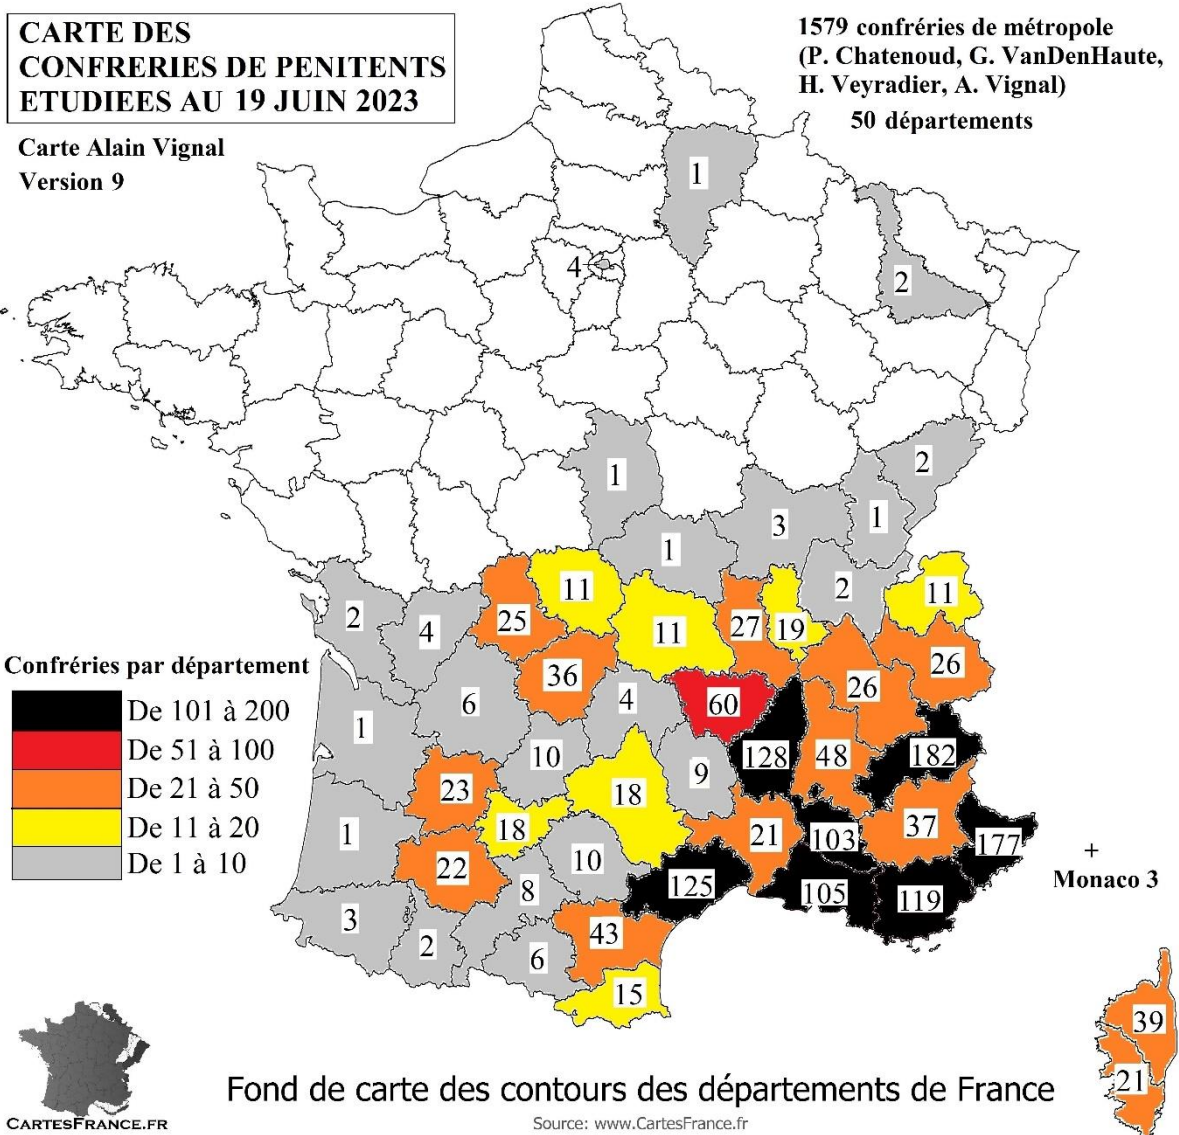 CARTE DES
CONFRERIES DE PENITENTS
ETUDIEES AU 19 JUIN 2023
Carte Alain Vignal
Version 9
1579 confréries de métropole
(P. Chatenoud, G. VanDenHaute,
H. Veyradier, A. Vignal)
50 départements
1
4
2
1
2
1
3
1
2
11
2
4
25
11
11
27
19
26
26
36
4
60
6
1
10
128
48
182
9
23
18
18
1
22
10
21
103
37
177
8
125
105
119
3
2
6
43
15
39
21
Confréries par département
De 101 à 200
De 51 à 100
De 21 à 50
De 11 à 20
De 1 à 10
+
Monaco 3
CARTESFRANCE.FR
Fond de carte des contours des départements de France
Source: www.CartesFrance.fr